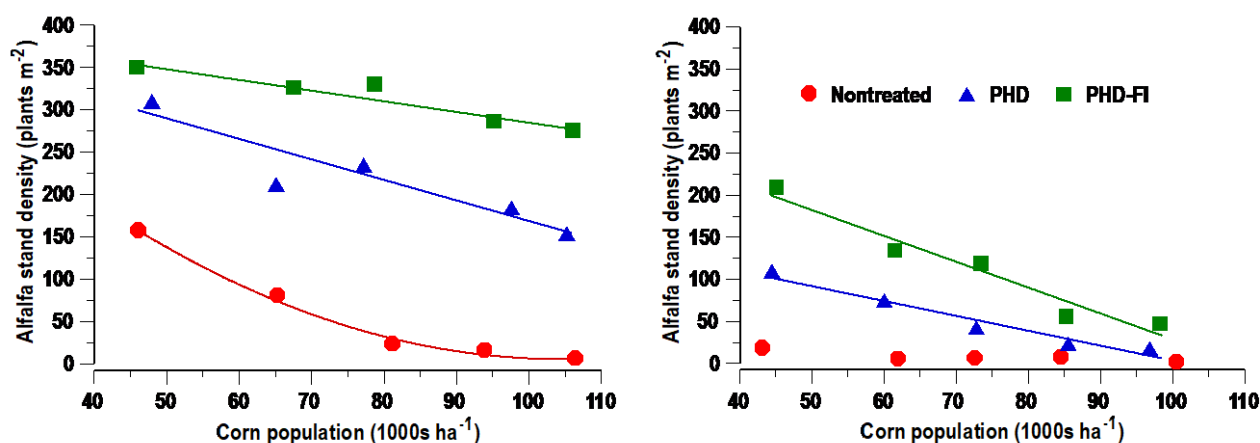 Alfalfa stand density (plants m⁻²)
400
350
300
250
200
150
100
50
0
40 50 60 70 80 90 100 110
Corn population (1000s ha⁻¹)
Alfalfa stand density (plants m⁻²)
400
350
300
250
200
150
100
50
0
Nontreated PHD PHD-FI
40 50 60 70 80 90 100 110
Corn population (1000s ha⁻¹)